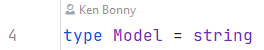 Ken Bonny
4 type Model = string